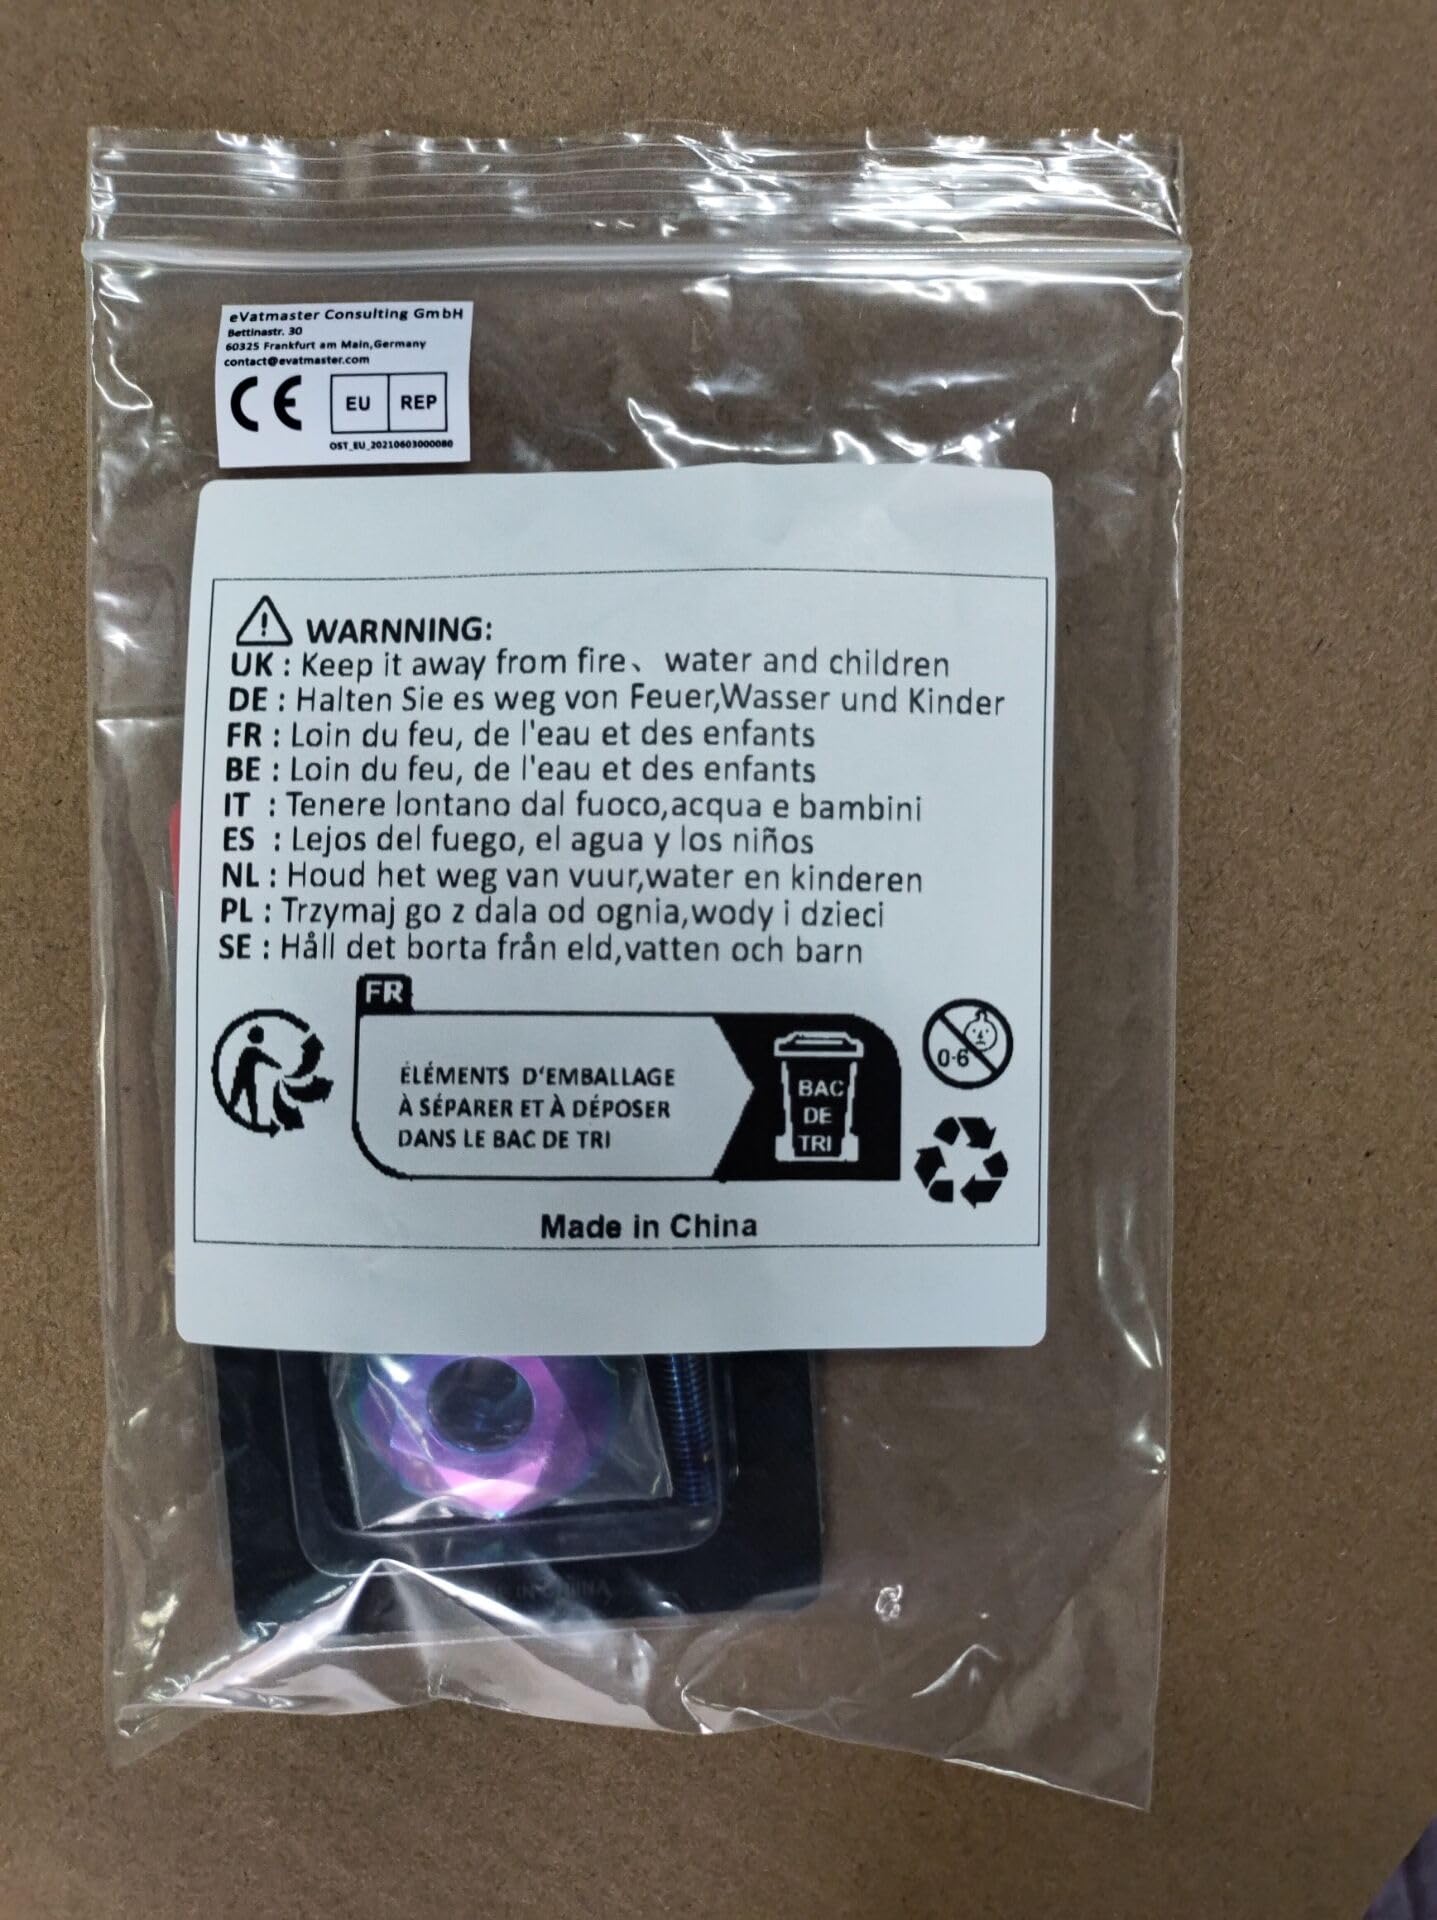 eVatmaster Consulting GmbH
Bettinastr. 30
60325 Frankfurt am Main,Germany
contact@evatmaster.com
CE
EU REP
OST_EU_20210603000080
WARNNING:
UK : Keep it away from fire、 water and children
DE : Halten Sie es weg von Feuer,Wasser und Kinder
FR : Loin du feu, de l'eau et des enfants
BE : Loin du feu, de l'eau et des enfants
IT : Tenere lontano dal fuoco,acqua e bambini
ES : Lejos del fuego, el agua y los niños
NL : Houd het weg van vuur,water en kinderen
PL : Trzymaj go z dala od ognia,wody i dzieci
SE : Håll det borta från eld,vatten och barn
FR
ÉLÉMENTS D'EMBALLAGE
À SÉPARER ET À DÉPOSER
DANS LE BAC DE TRI
BAC
DE
TRI
0-6
Made in China
IN CHINA